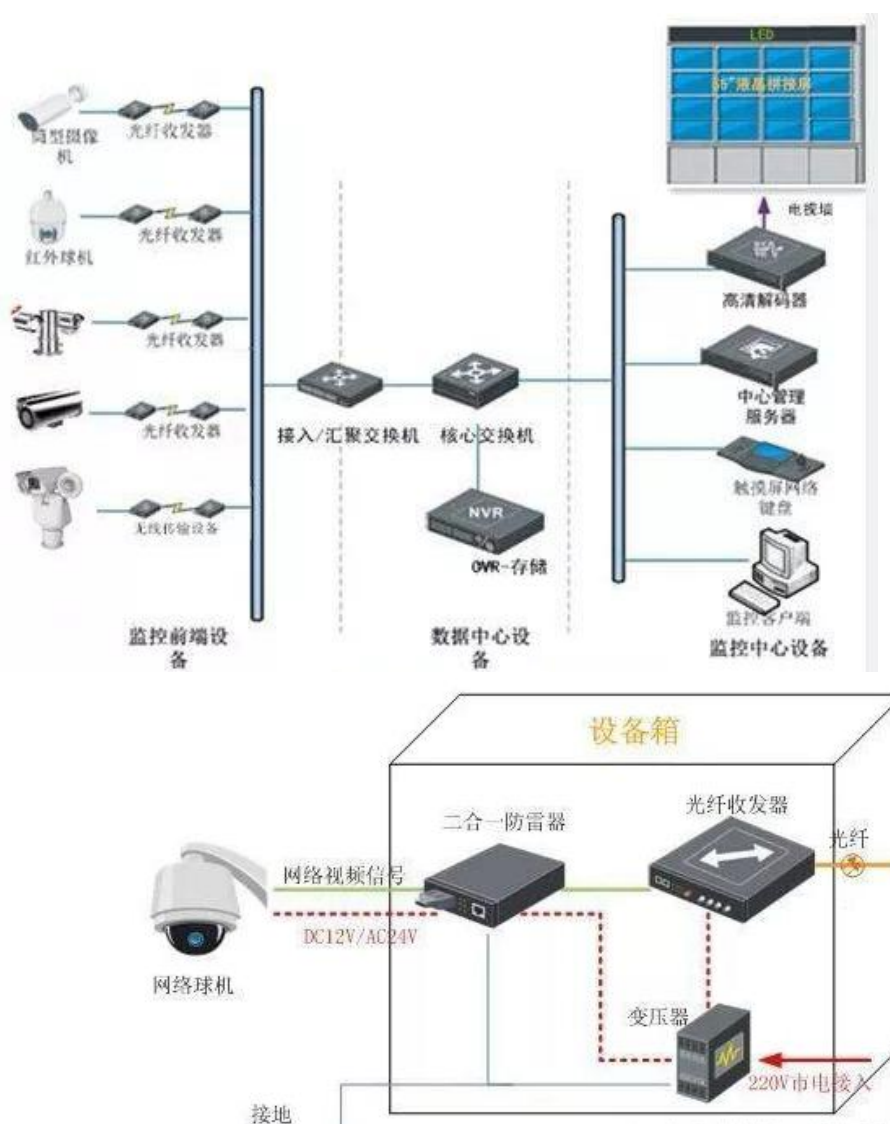 LED
55"液晶拼接屏
筒型摄像
机
光纤收发器
红外球机
光纤收发器
电视墙
高清解码器
光纤收发器
中心管理
服务器
光纤收发器
接入/汇聚交换机
核心交换机
触摸屏网络
键盘
无线传输设备
NVR
CVR-存储
监控客户端
监控前端设
备
数据中心设
备
监控中心设备
设备箱
光纤收发器
二合一防雷器
光纤
网络视频信号
DC12V/AC24V
网络球机
变压器
220V市电接入
接地